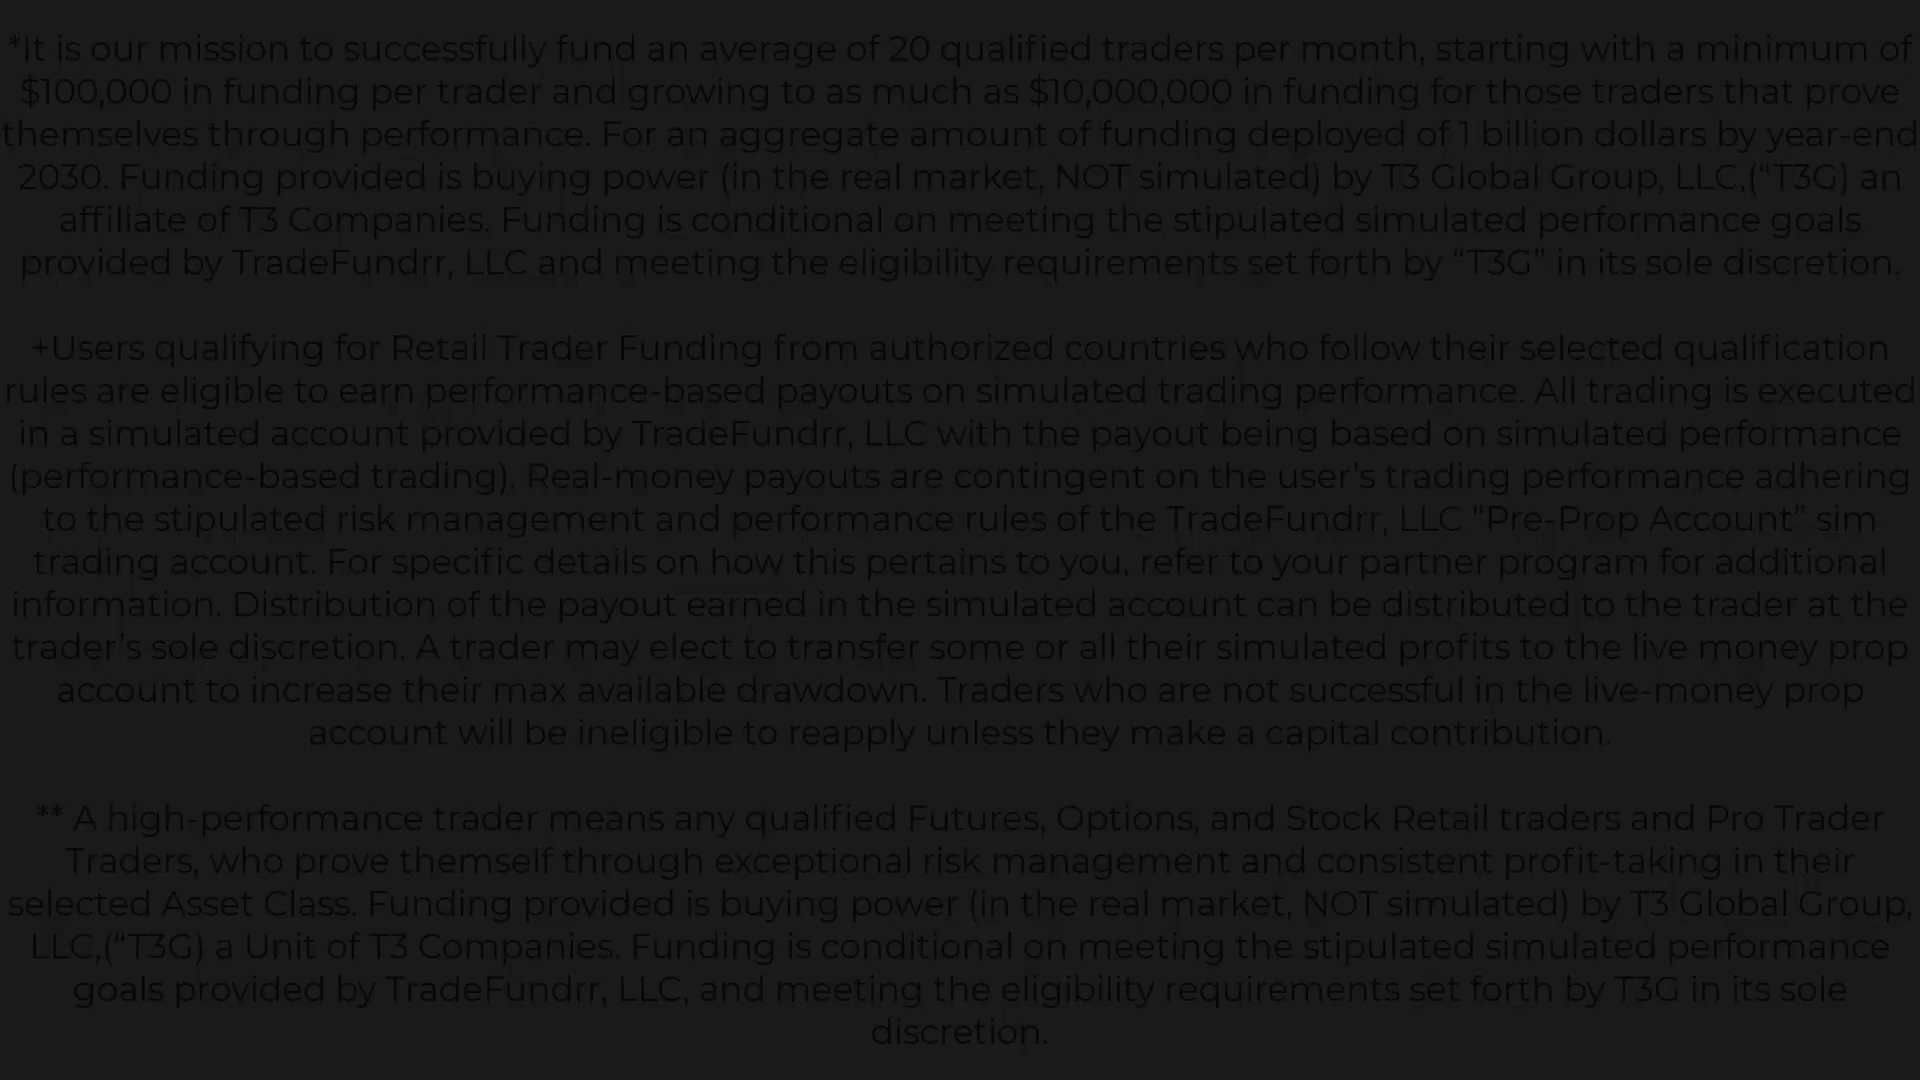 *It is our mission to successfully fund an average of 20 qualified traders per month, starting with a minimum of
$100,000 in funding per trader and growing to as much as $10,000,000 in funding for those traders that prove
themselves through performance. For an aggregate amount of funding deployed of 1 billion dollars by year-end
2030. Funding provided is buying power (in the real market, NOT simulated) by T3 Global Group, LLC,(“T3G) an
affiliate of T3 Companies. Funding is conditional on meeting the stipulated simulated performance goals
provided by TradeFundrr, LLC and meeting the eligibility requirements set forth by “T3G” in its sole discretion.
+Users qualifying for Retail Trader Funding from authorized countries who follow their selected qualification
rules are eligible to earn performance-based payouts on simulated trading performance. All trading is executed
in a simulated account provided by TradeFundrr, LLC with the payout being based on simulated performance
(performance-based trading). Real-money payouts are contingent on the user’s trading performance adhering
to the stipulated risk management and performance rules of the TradeFundrr, LLC "Pre-Prop Account” sim
trading account. For specific details on how this pertains to you, refer to your partner program for additional
information. Distribution of the payout earned in the simulated account can be distributed to the trader at the
trader’s sole discretion. A trader may elect to transfer some or all their simulated profits to the live money prop
account to increase their max available drawdown. Traders who are not successful in the live-money prop
account will be ineligible to reapply unless they make a capital contribution.
** A high-performance trader means any qualified Futures, Options, and Stock Retail traders and Pro Trader
Traders, who prove themself through exceptional risk management and consistent profit-taking in their
selected Asset Class. Funding provided is buying power (in the real market, NOT simulated) by T3 Global Group,
LLC,(“T3G) a Unit of T3 Companies. Funding is conditional on meeting the stipulated simulated performance
goals provided by TradeFundrr, LLC, and meeting the eligibility requirements set forth by T3G in its sole
discretion.